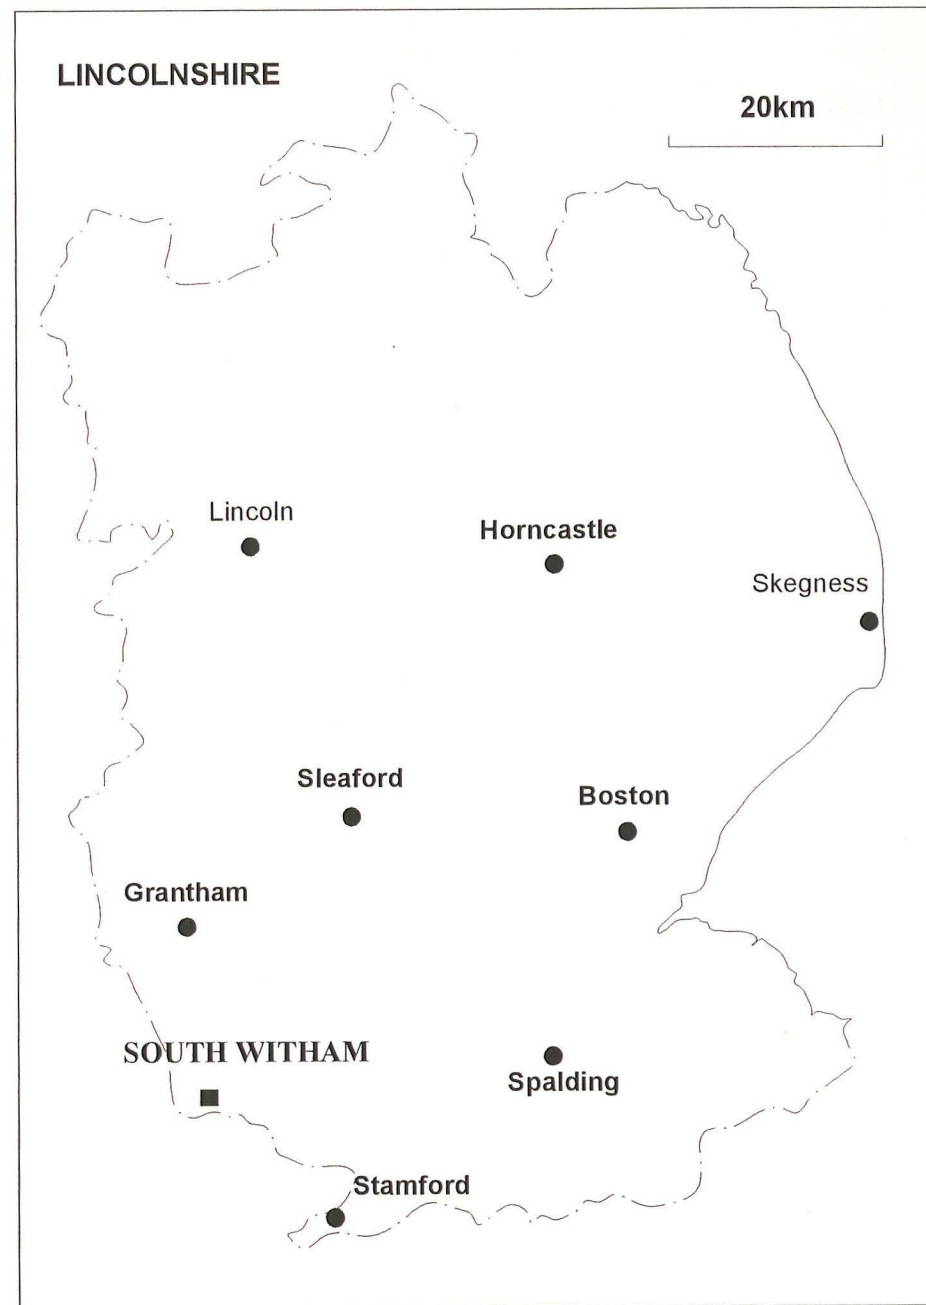 LINCOLNSHIRE
20km
Lincoln
Horncastle
Skegness
Sleaford
Boston
Grantham
SOUTH WITHAM
Spalding
Stamford